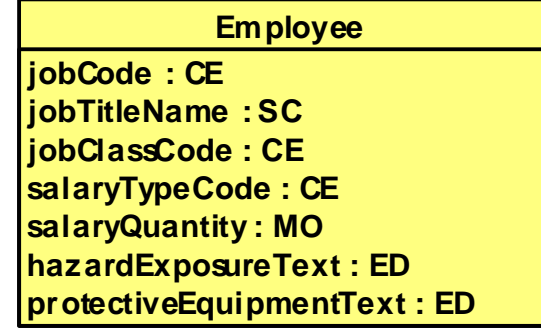 Employee
jobCode : CE
jobTitleName : SC
jobClassCode : CE
salaryTypeCode : CE
salaryQuantity : MO
hazardExposureText : ED
protectiveEquipmentText : ED